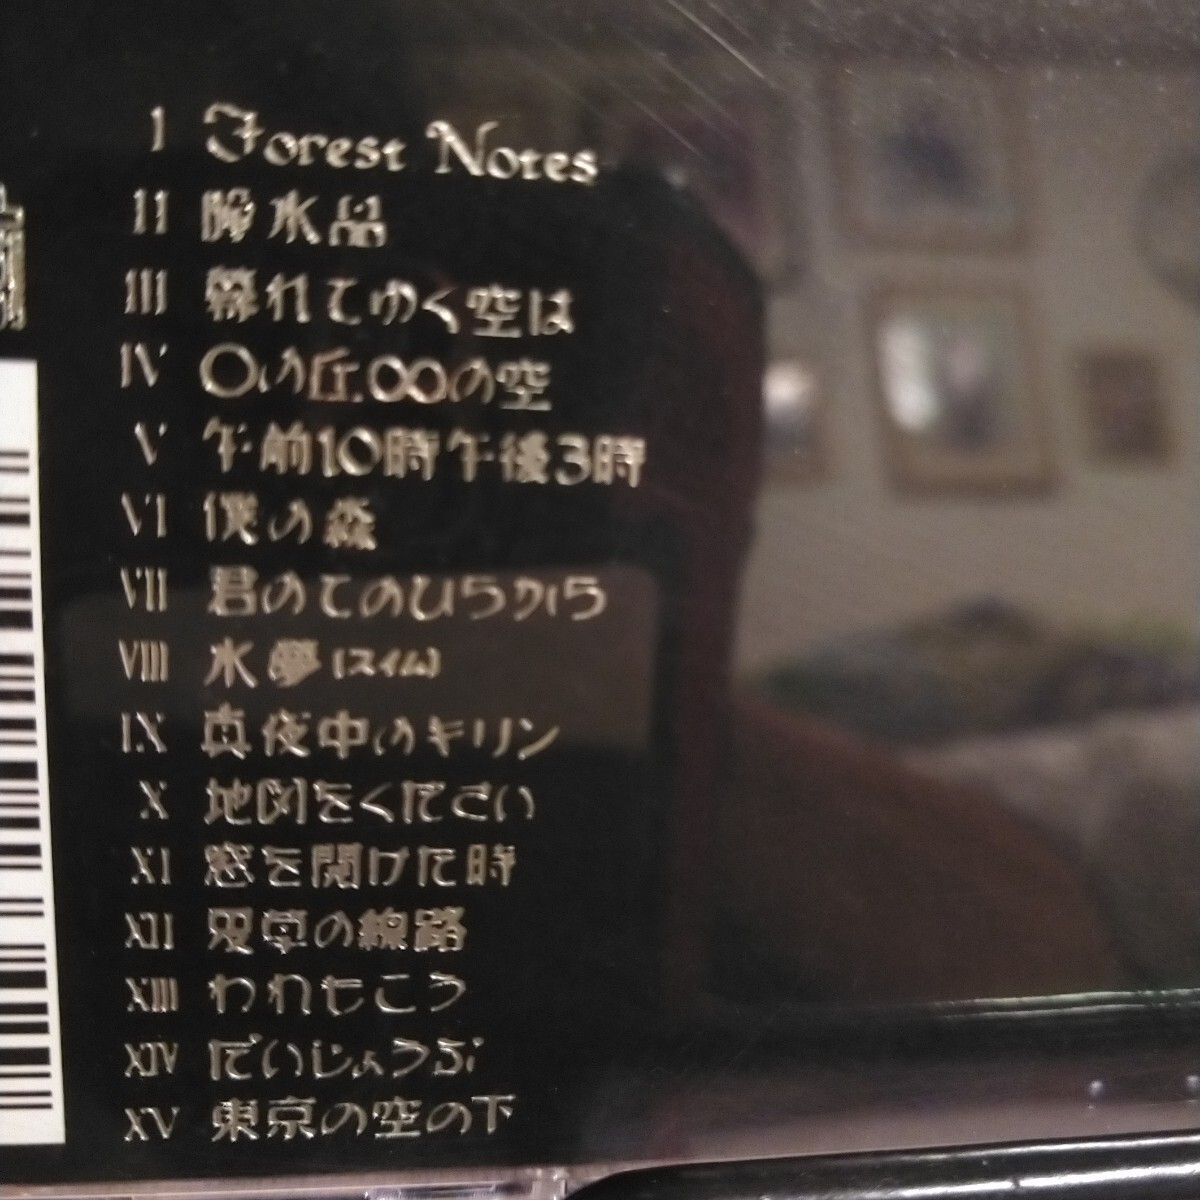 I Forest Notes
II 水晶
III 暮れてゆく空は
IV 〇の丘∞の空
V 午前10時午後3時
VI 僕の森
VII 君のてのひらから
VIII 水夢(スイム)
IX 真夜中のキリン
X 地図をください
XI 窓を開けた時
XII 夏草の線路
XIII われもこう
XIV だいじょうぶ
XV 東京の空の下